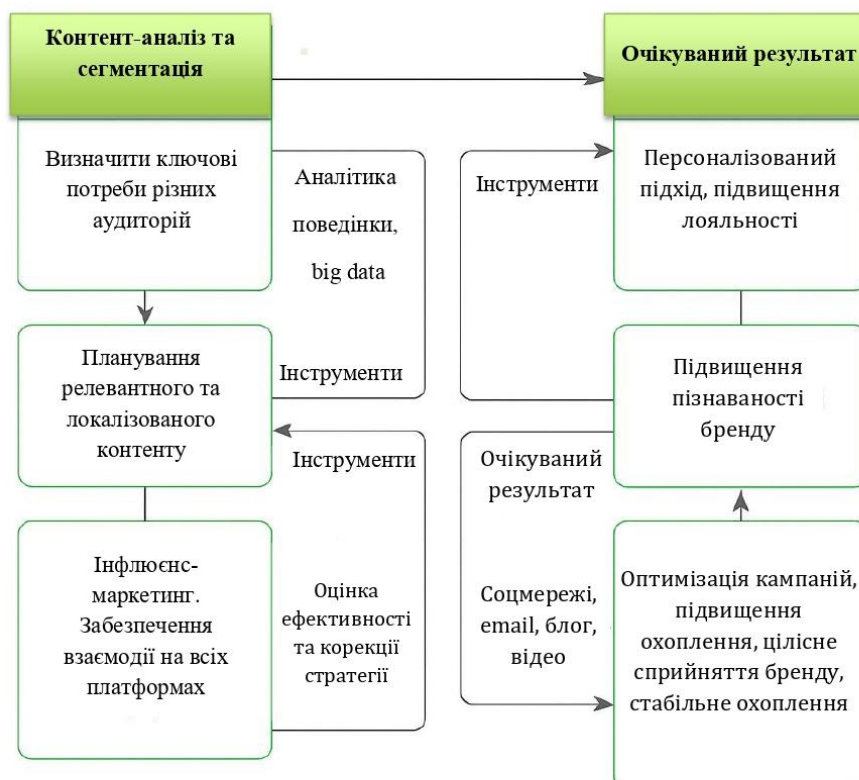 Контент-аналіз та
сегментація
Очікуваний результат
Визначити ключові
потреби різних
аудиторій
Аналітика
поведінки,
big data
Інструменти
Інструменти
Персоналізований
підхід, підвищення
лояльності
Планування
релевантного та
локалізованого
контенту
Підвищення
пізнаваності
бренду
Інструменти
Оцінка
ефективності
та корекції
стратегії
Очікуваний
результат
Соцмережі,
email, блог,
відео
Інфлюєнс-
маркетинг.
Забезпечення
взаємодії на всіх
платформах
Оптимізація кампаній,
підвищення
охоплення, цілісне
сприйняття бренду,
стабільне охоплення